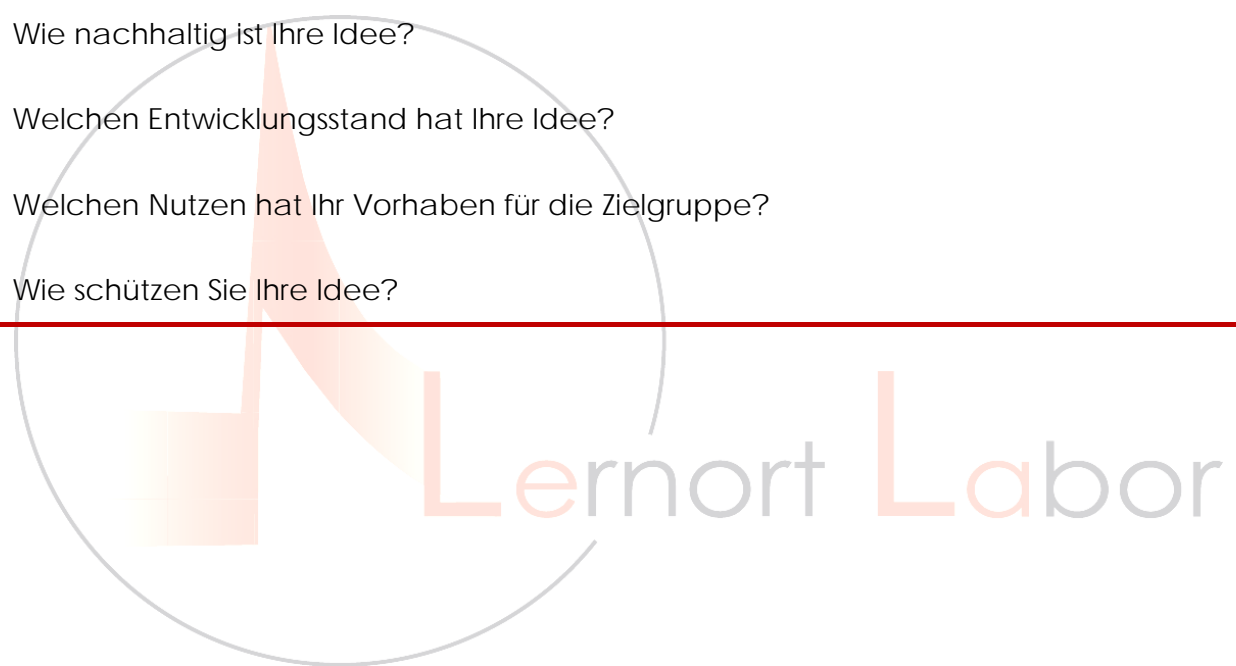 Wie nachhaltig ist Ihre Idee?
Welchen Entwicklungsstand hat Ihre Idee?
Welchen Nutzen hat Ihr Vorhaben für die Zielgruppe?
Wie schützen Sie Ihre Idee?
Lernort Labor